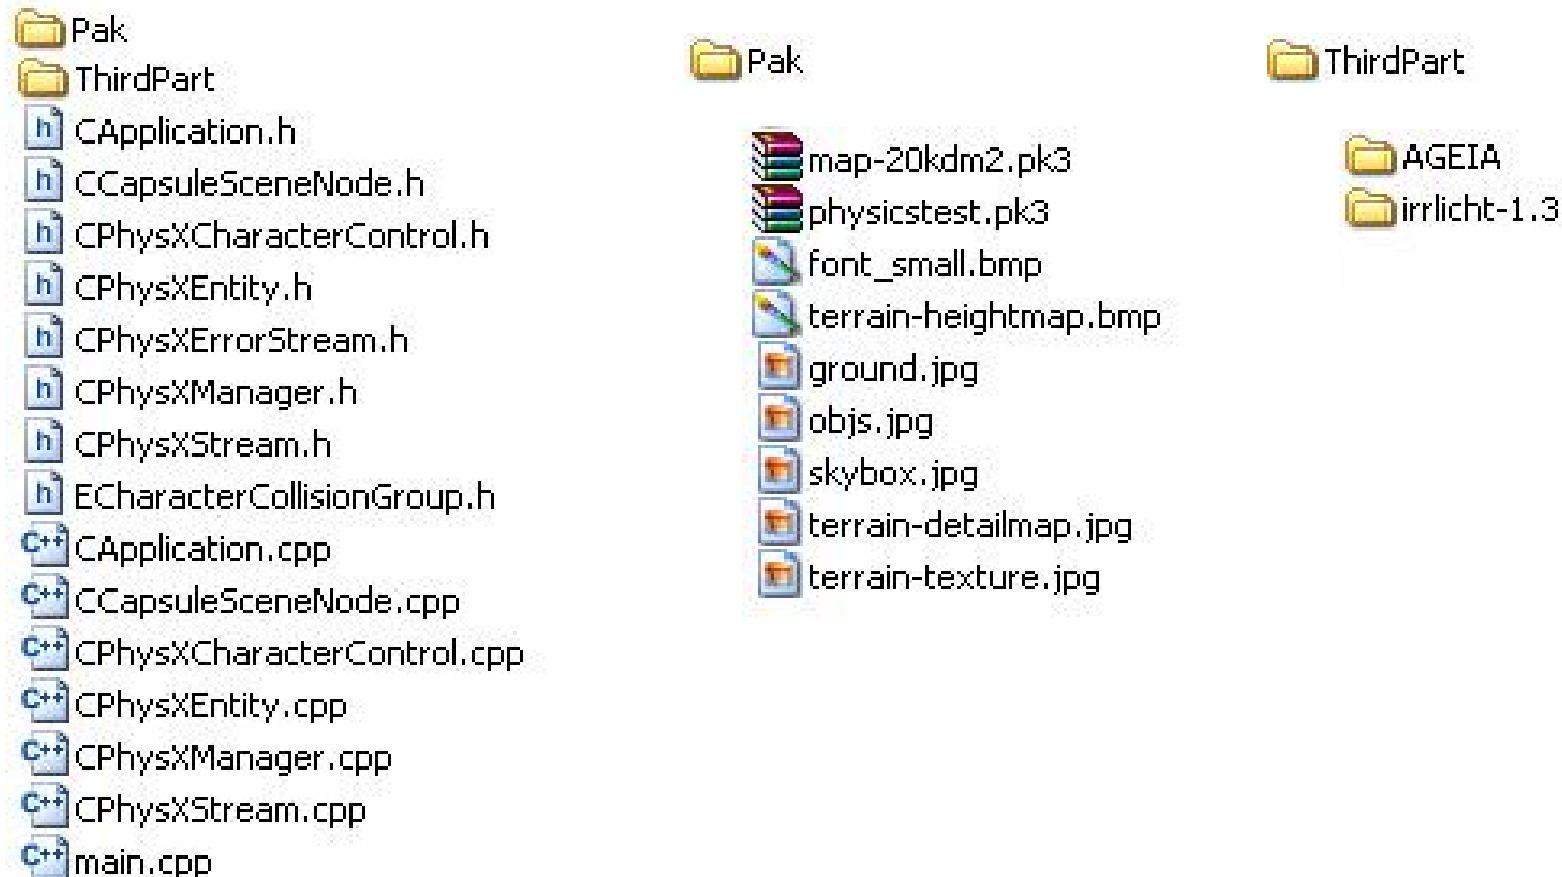 Pak
ThirdPart
CApplication.h
CCapsuleSceneNode.h
CPhysXCharacterControl.h
CPhysXEntity.h
CPhysXErrorStream.h
CPhysXManager.h
CPhysXStream.h
ECharacterCollisionGroup.h
CApplication.cpp
CCapsuleSceneNode.cpp
CPhysXCharacterControl.cpp
CPhysXEntity.cpp
CPhysXManager.cpp
CPhysXStream.cpp
main.cpp
Pak
map-20kdm2.pk3
physicstest.pk3
font_small.bmp
terrain-heightmap.bmp
ground.jpg
objs.jpg
skybox.jpg
terrain-detailmap.jpg
terrain-texture.jpg
ThirdPart
AGEIA
irrlicht-1.3